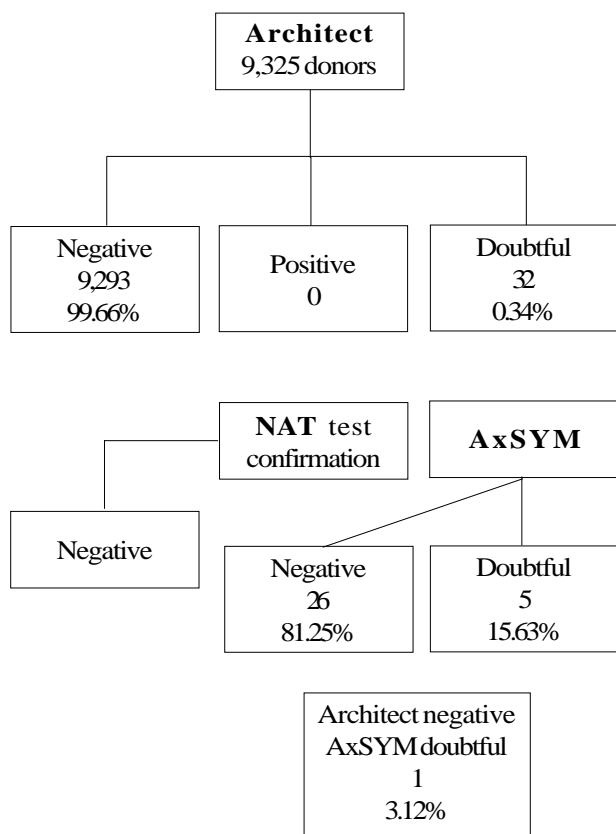 Architect
9,325 donors
Negative
9,293
99.66%
Positive
0
Doubtful
32
0.34%
NAT test
confirmation
AxSYM
Negative
Negative
26
81.25%
Doubtful
5
15.63%
Architect negative
AxSYM doubtful
1
3.12%